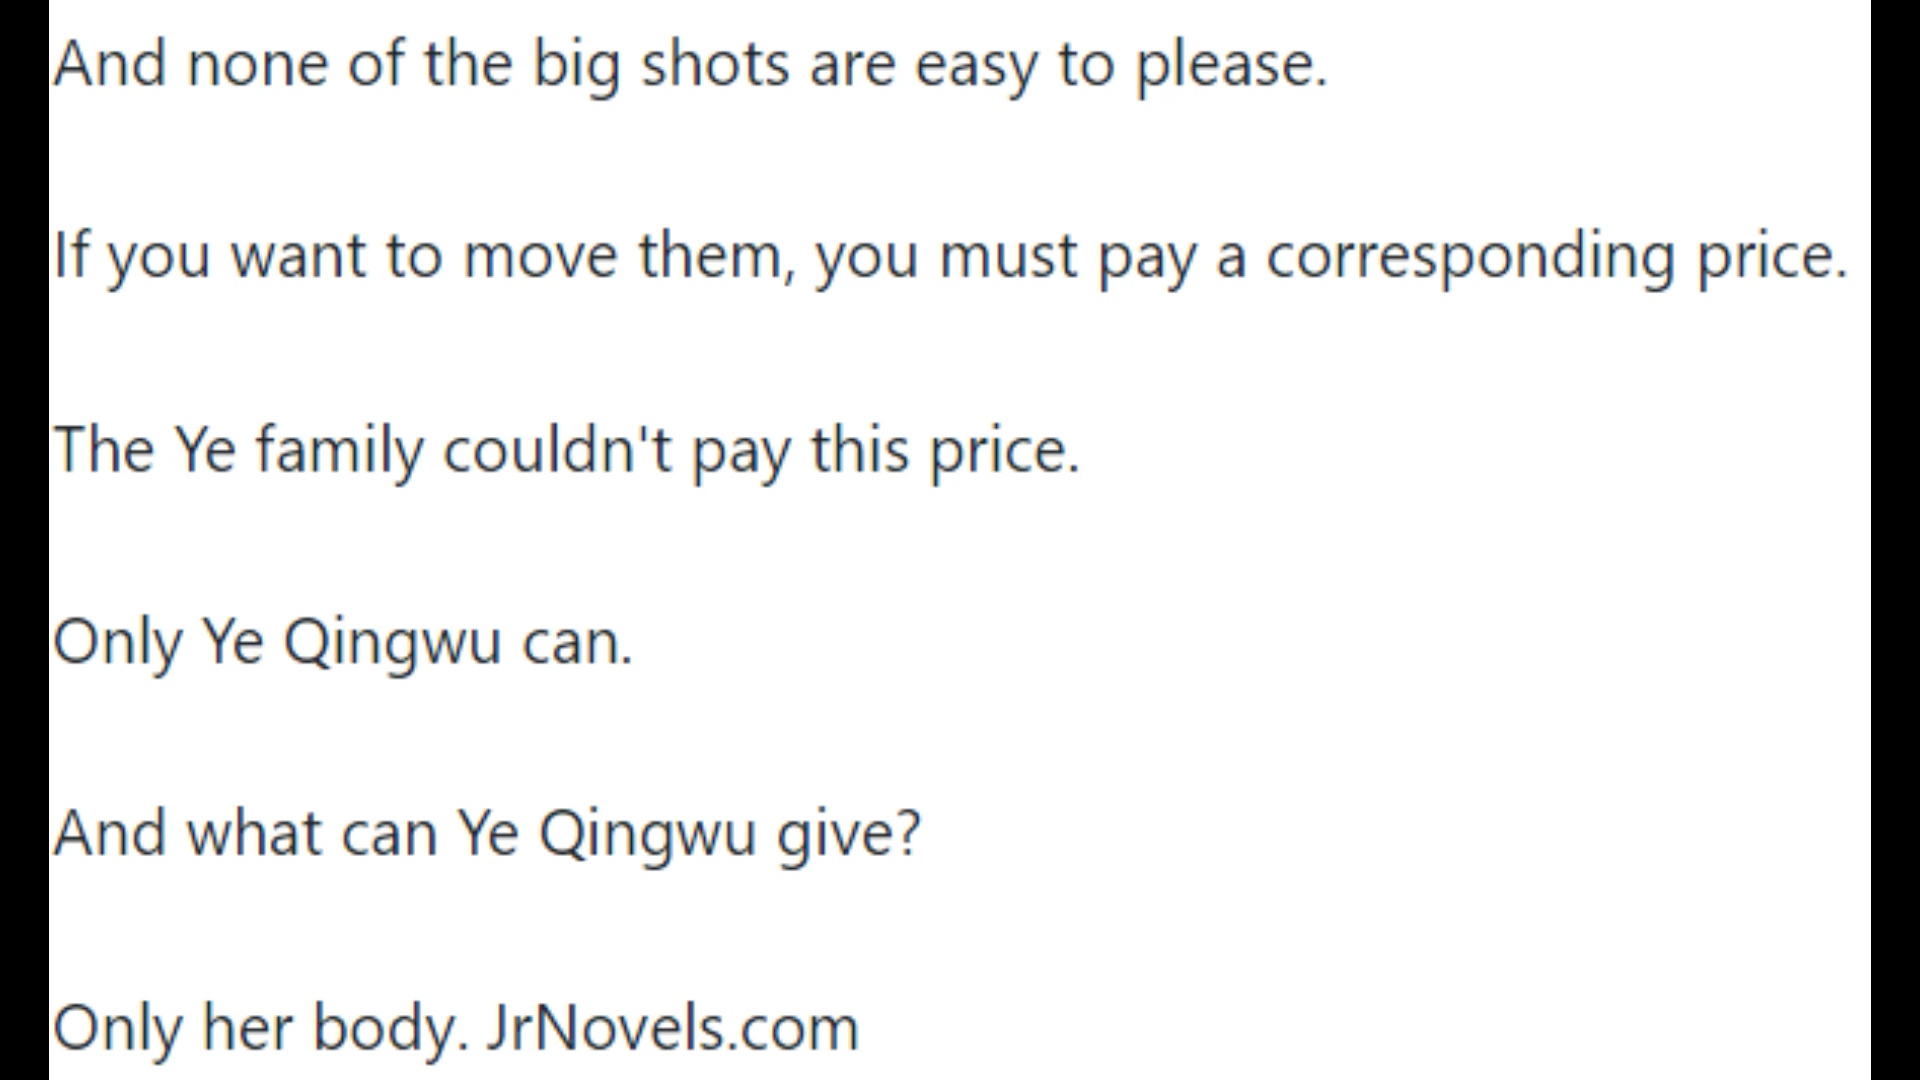 And none of the big shots are easy to please.
If you want to move them, you must pay a corresponding price.
The Ye family couldn't pay this price.
Only Ye Qingwu can.
And what can Ye Qingwu give?
Only her body. JrNovels.com